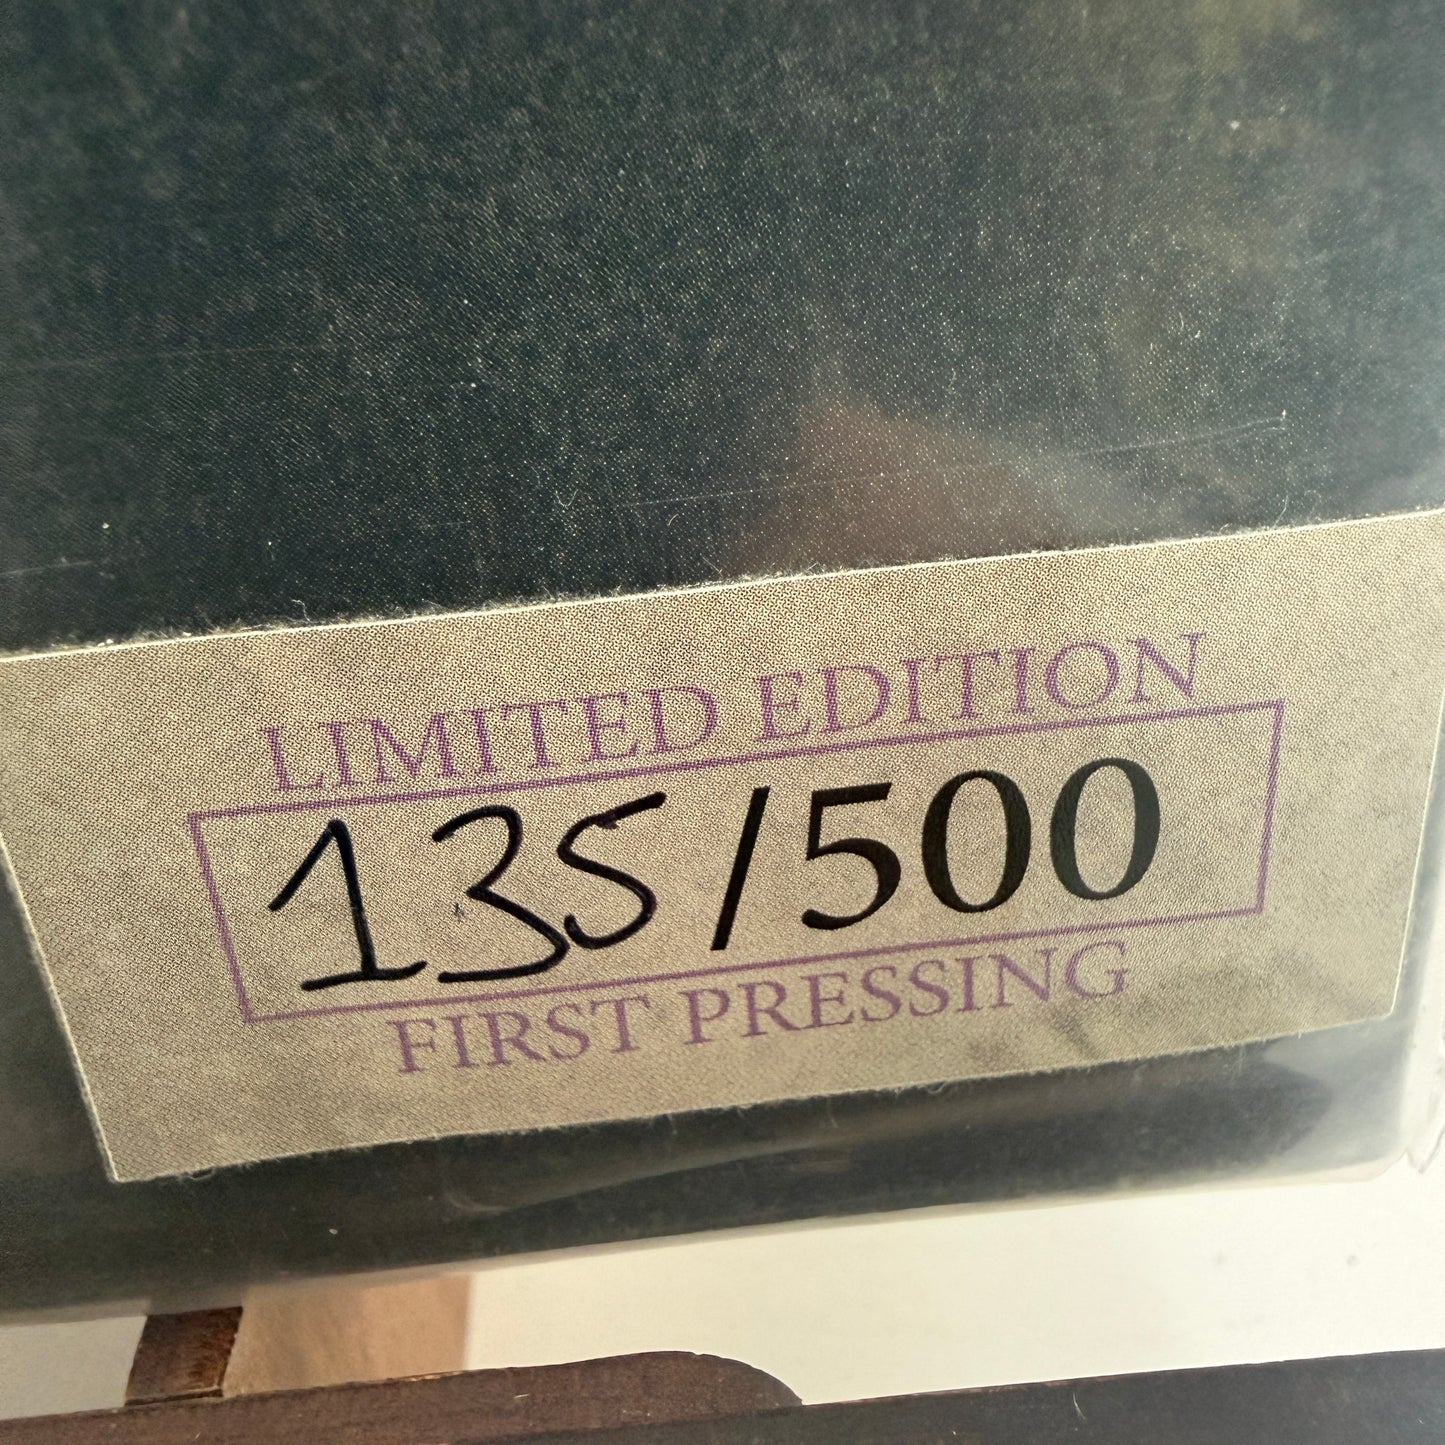 LIMITED EDITION
135/500
FIRST PRESSING